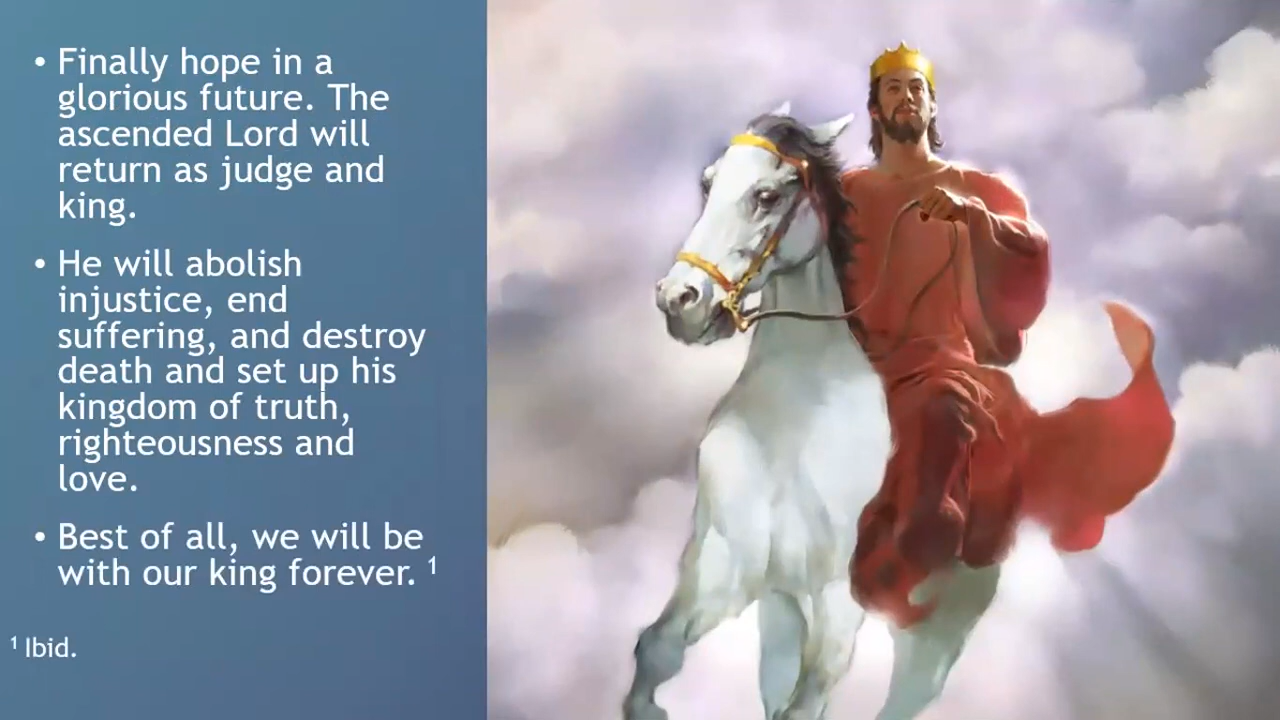 • Finally hope in a
glorious future. The
ascended Lord will
return as judge and
king.
• He will abolish
injustice, end
suffering, and destroy
death and set up his
kingdom of truth,
righteousness and
love.
• Best of all, we will be
with our king forever. ¹
¹ Ibid.